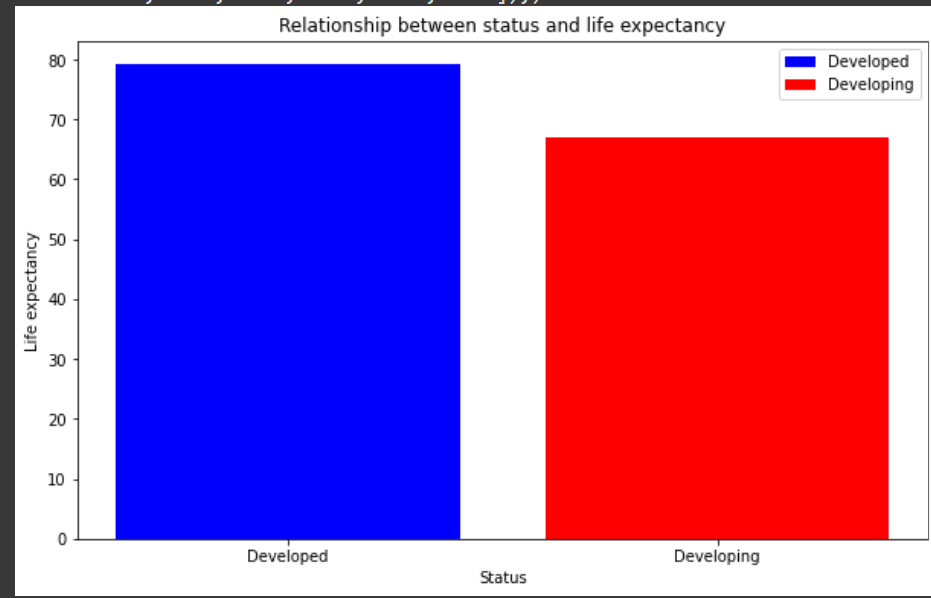 Relationship between status and life expectancy
Developed
Developing
80
70
60
50
40
30
20
10
0
Life expectancy
Developed
Developing
Status